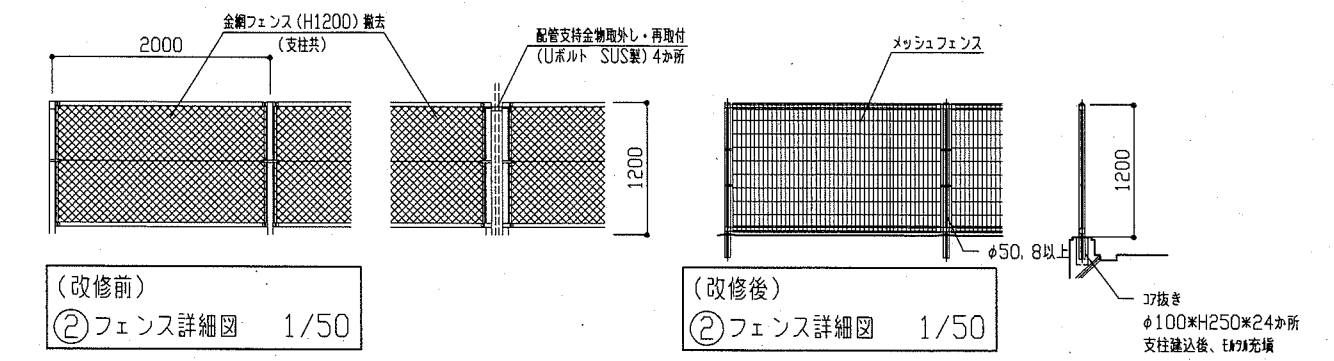 金網フェンス(H1200)撤去
(支柱共)
2000
配管支持金物取外し・再取付
(Uボルト SUS製) 4か所
1200
(改修前)
②フェンス詳細図 1/50
メッシュフェンス
1200
φ50, 8以上
コア抜き
φ100*H250*24か所
支柱建込後、モルタル充填
(改修後)
②フェンス詳細図 1/50